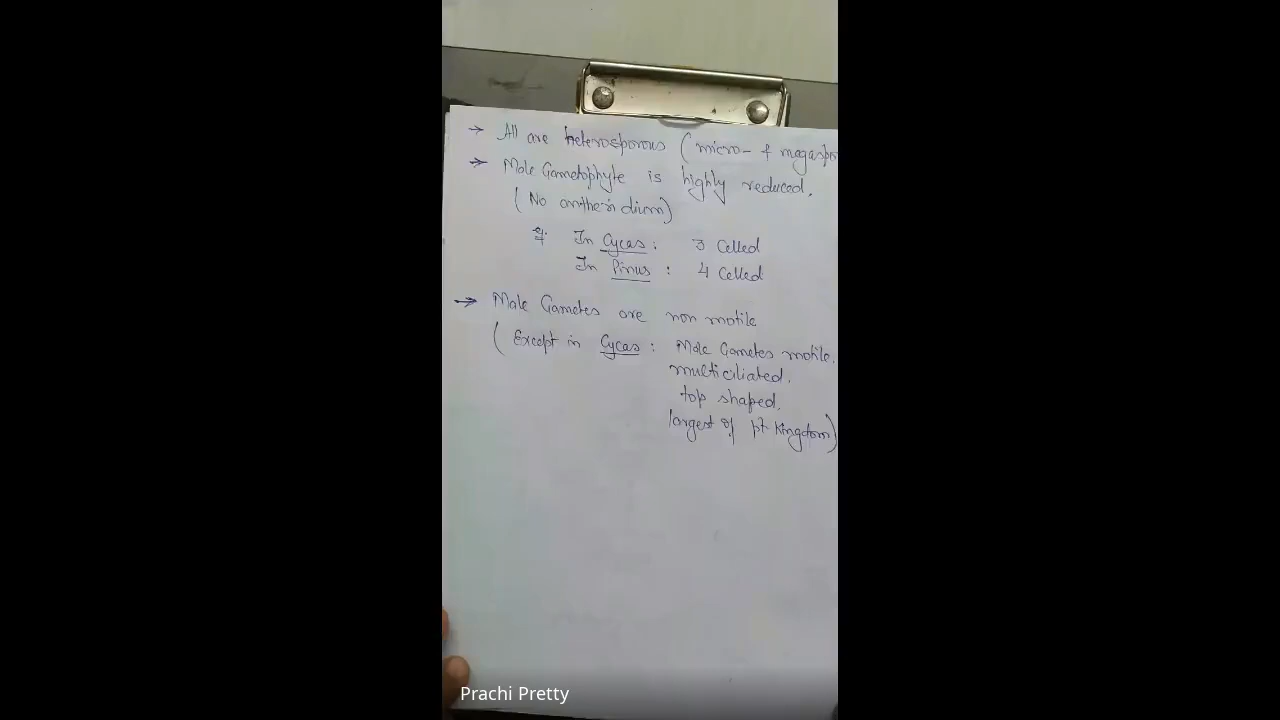 → All are heterosporous (micro- & megaspor
→ Male Gametophyte is highly reduced.
(No antheridium)
eg. In Cycas : 3 Celled
In Pinus : 4 Celled
→ Male Gametes are non motile
(Except in Cycas : Male Gametes motile.
multiciliated.
top shaped.
largest of pt Kingdom)
Prachi Pretty